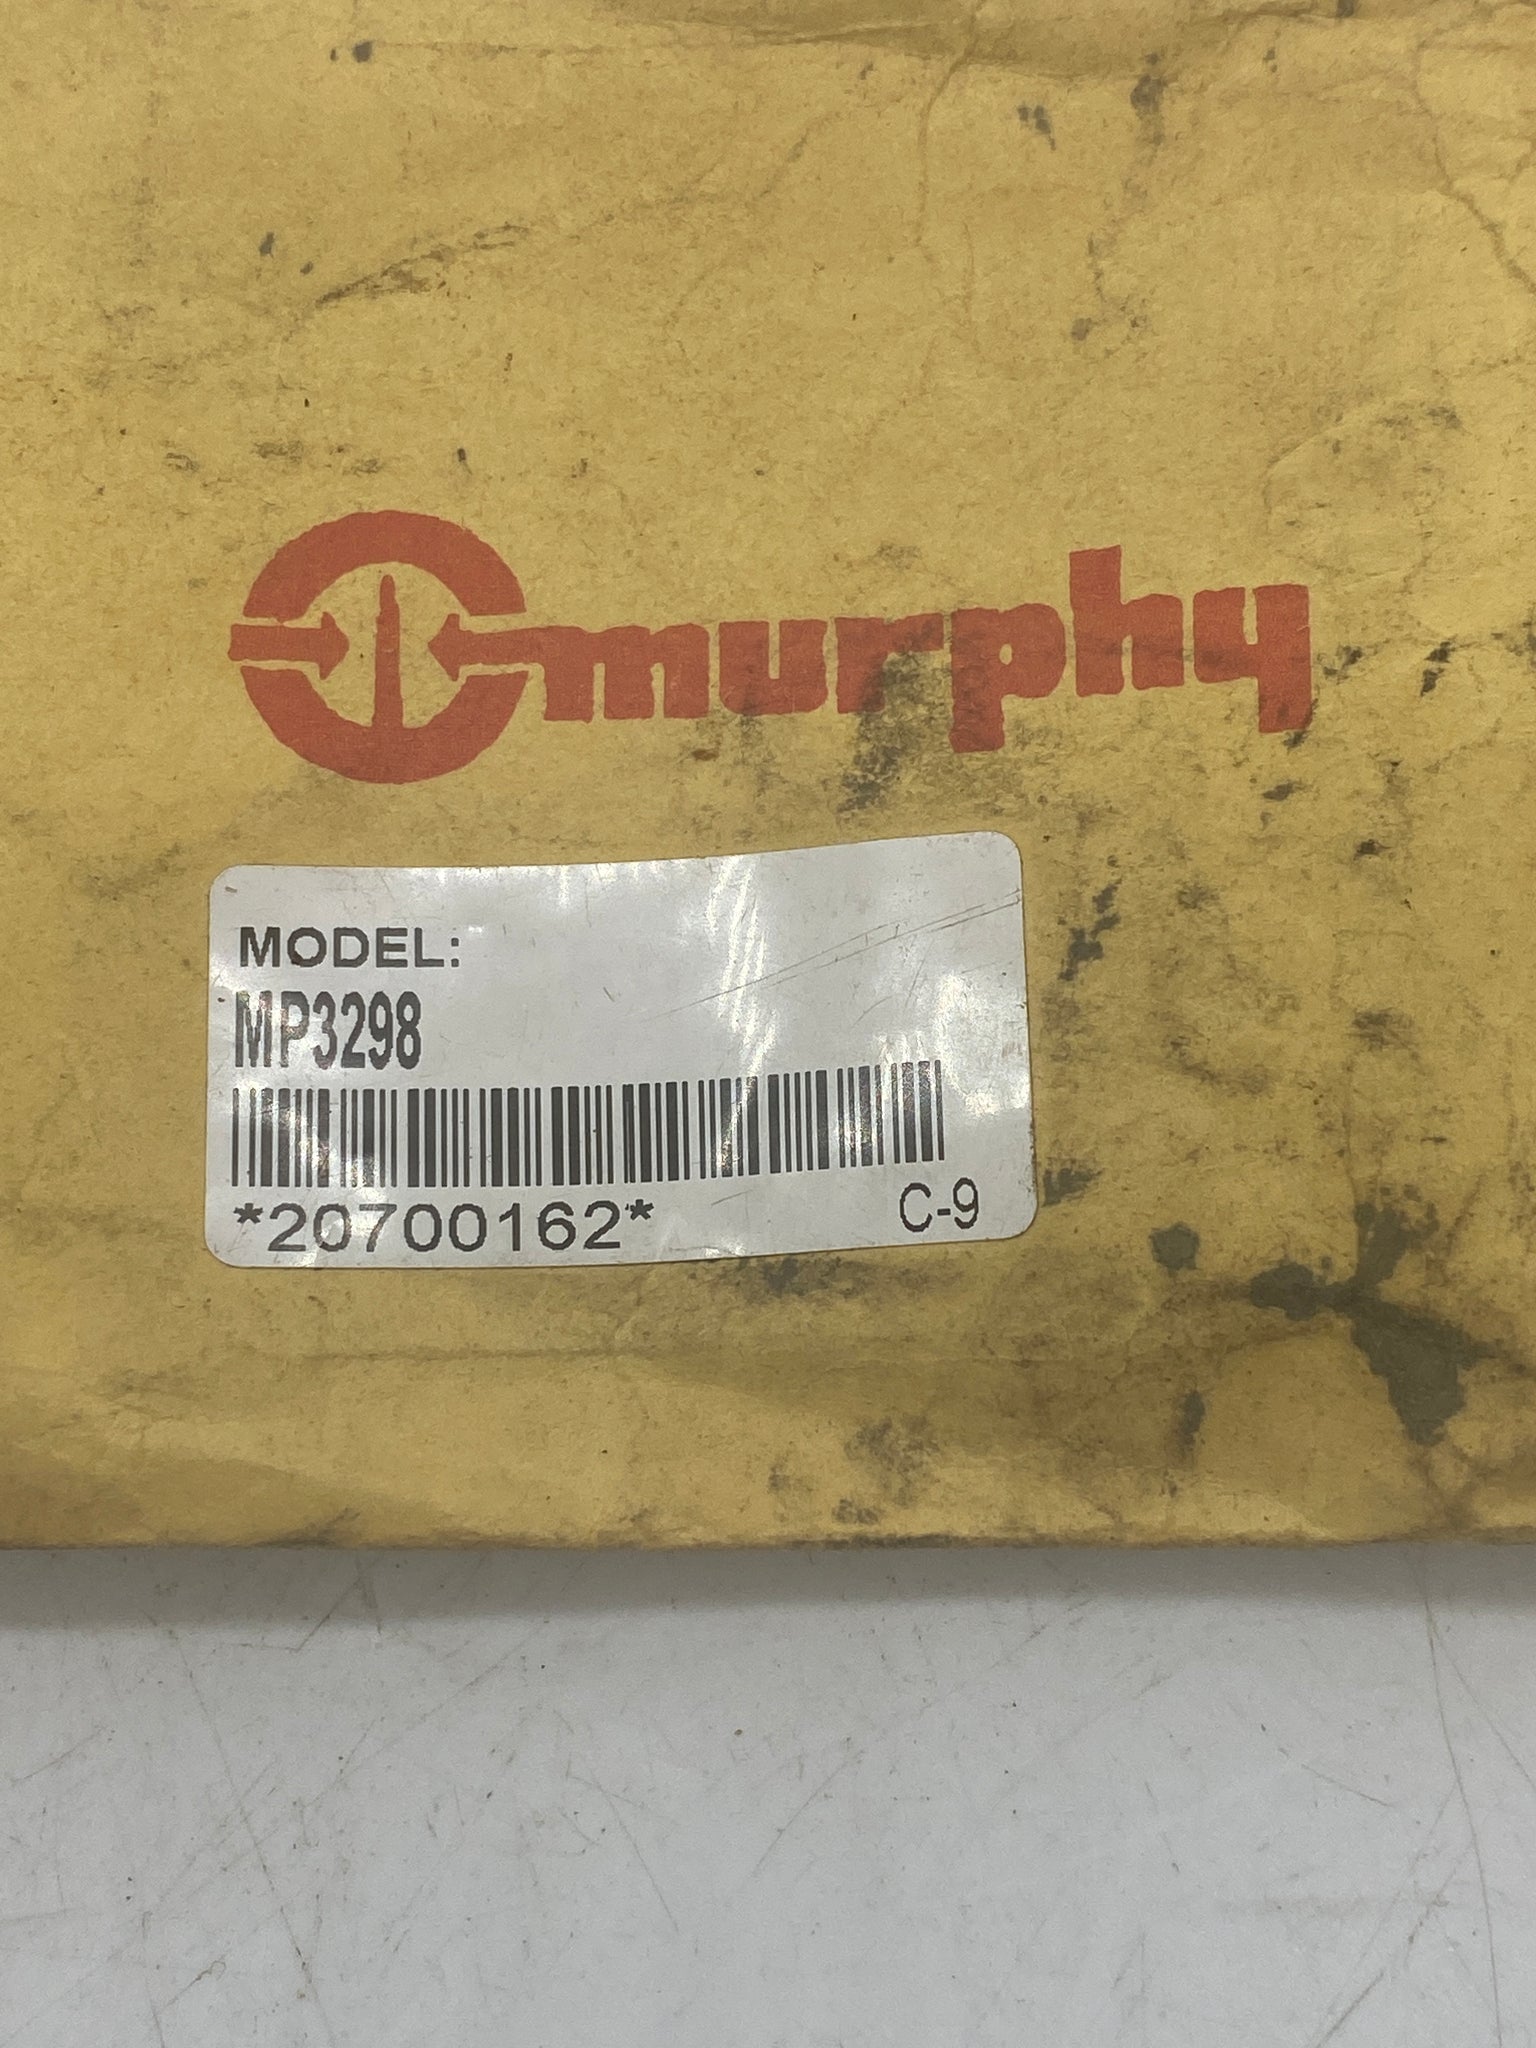 murphy
MODEL:
MP3298
*20700162*
C-9